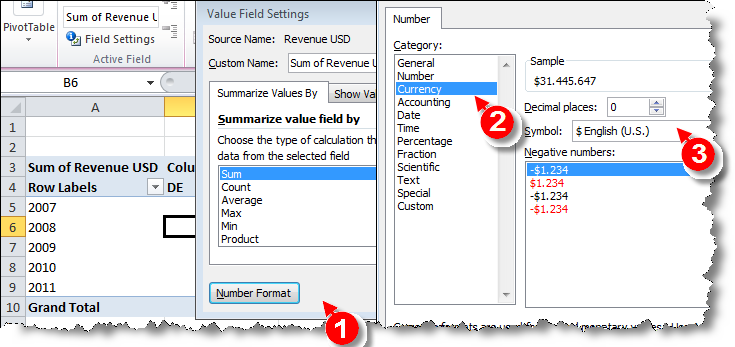 PivotTable
Sum of Revenue U
Field Settings
Active Field
B6
A
1
2
3 Sum of Revenue USD Colu
4 Row Labels DE
5 2007
6 2008
7 2009
8 2010
9 2011
10 Grand Total
Value Field Settings
Source Name: Revenue USD
Custom Name: Sum of Revenue U
Summarize Values By Show Va
Summarize value field by
Choose the type of calculation th
data from the selected field
Sum
Count
Average
Max
Min
Product
Number Format
1
Number
Category:
General
Number
Currency
Accounting
Date
Time
Percentage
Fraction
Scientific
Text
Special
Custom
2
Sample
$31.445.647
Decimal places: 0
Symbol: $ English (U.S.)
3
Negative numbers:
-$1.234
$1.234
-$1.234
-$1.234